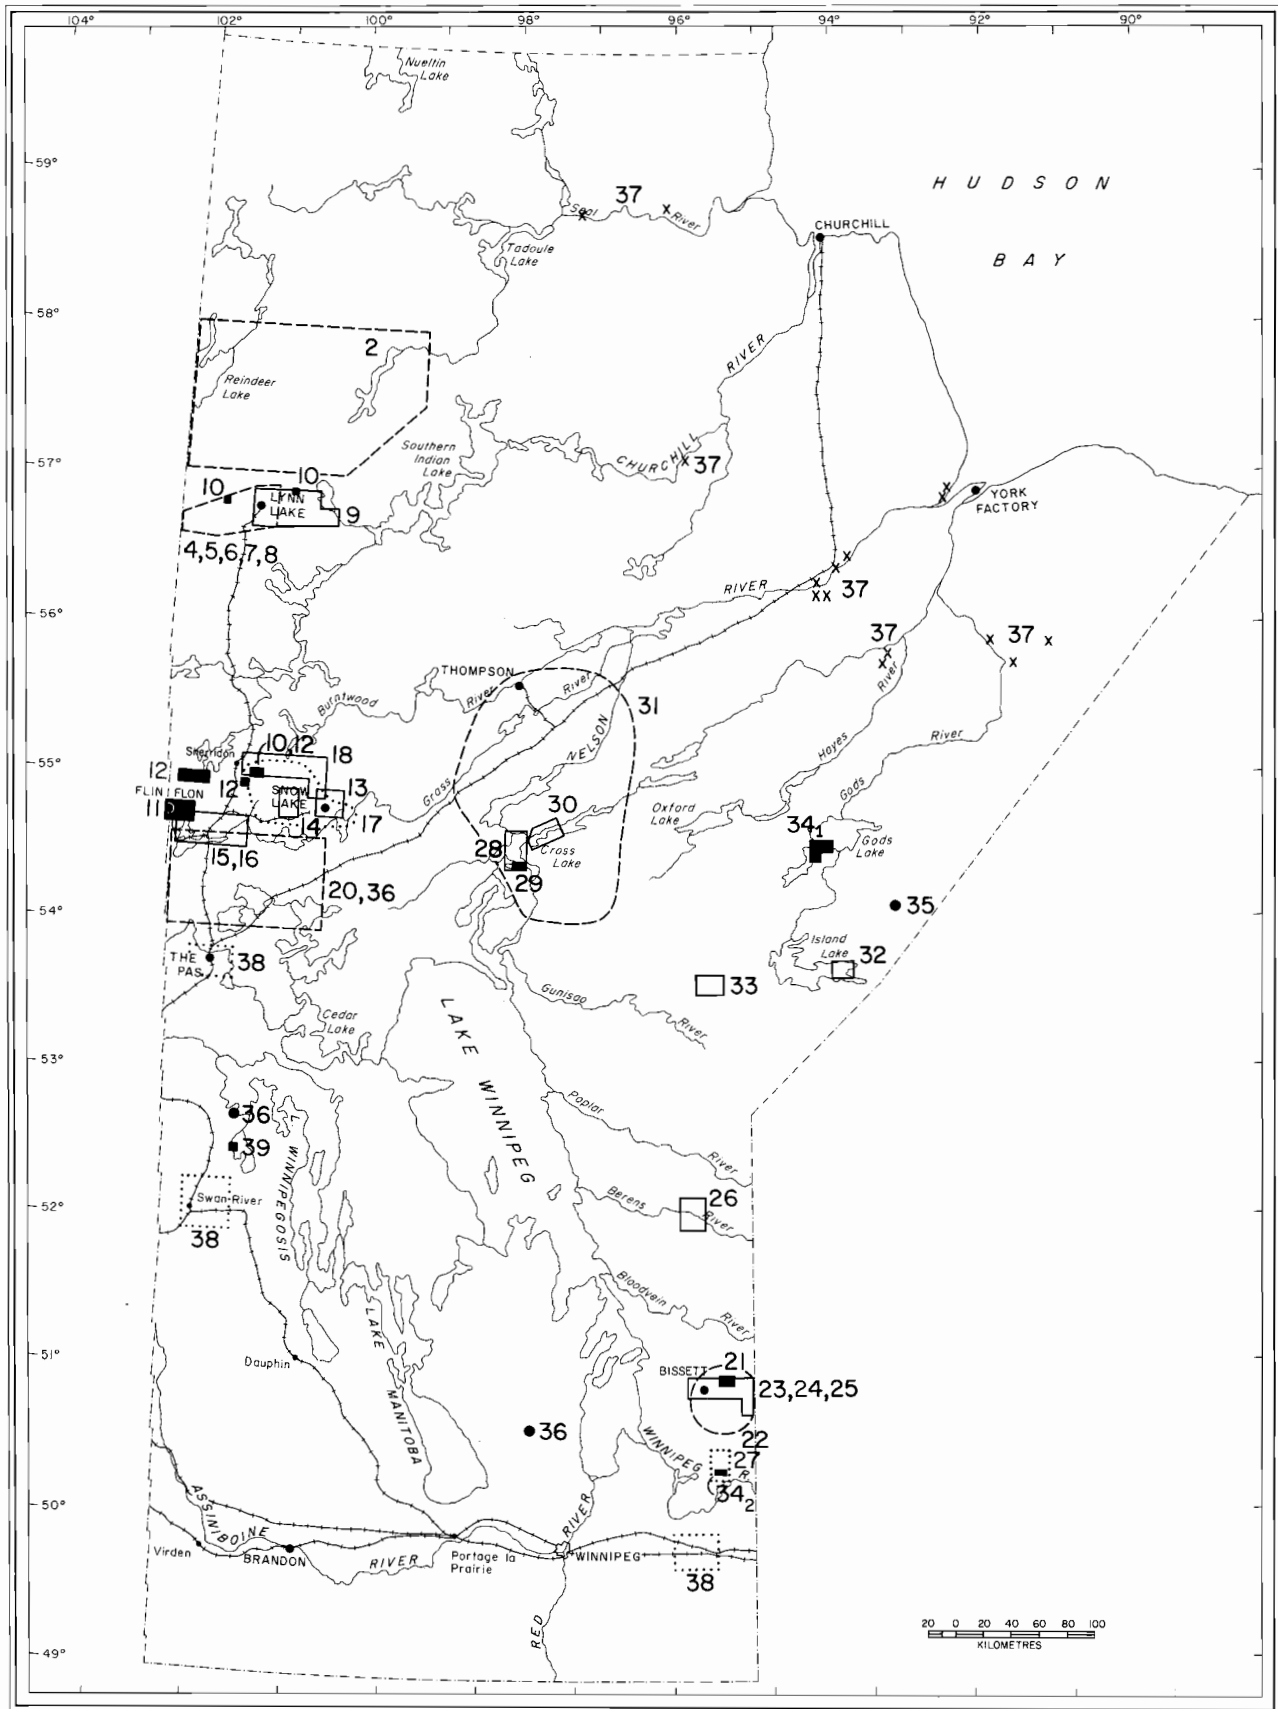 104° 102° 100° 98° 96° 94° 92° 90°
Nueltin
Lake
59°
HUDSON
37
Seal River
CHURCHILL
Tadoule
Lake
BAY
58°
2
RIVER
Reindeer
Lake
Southern
Indian
Lake
57°
CHURCHILL
37
10
10
LYNN
LAKE
9
YORK
FACTORY
4,5,6,7,8
RIVER
37
56°
37
37
THOMPSON
River
River
Burntwood
31
NELSON
River
Sherridon
10,12
18
55°
12
12
13
Hayes
River
FLIN FLON
SNOW
LAKE
Grass
Gods
11
30
Oxford
Lake
14
17
34₁
Gods
Lake
15,16
28
Cross
Lake
29
20,36
35
54°
THE
PAS
38
Island
Lake
32
33
Gunisao
River
Cedar
Lake
LAKE WINNIPEG
53°
36
Poplar
River
39
L. WINNIPEGOSIS
Swan River
Berens
River
26
52°
38
Bloodvein
River
LAKE MANITOBA
51°
Dauphin
BISSETT
21
23,24,25
36
22
WINNIPEG R.
27
34₂
50°
ASSINIBOINE
RIVER
RIVER
Virden
BRANDON
Portage la
Prairie
WINNIPEG
38
RED
20 0 20 40 60 80 100
KILOMETRES
49°